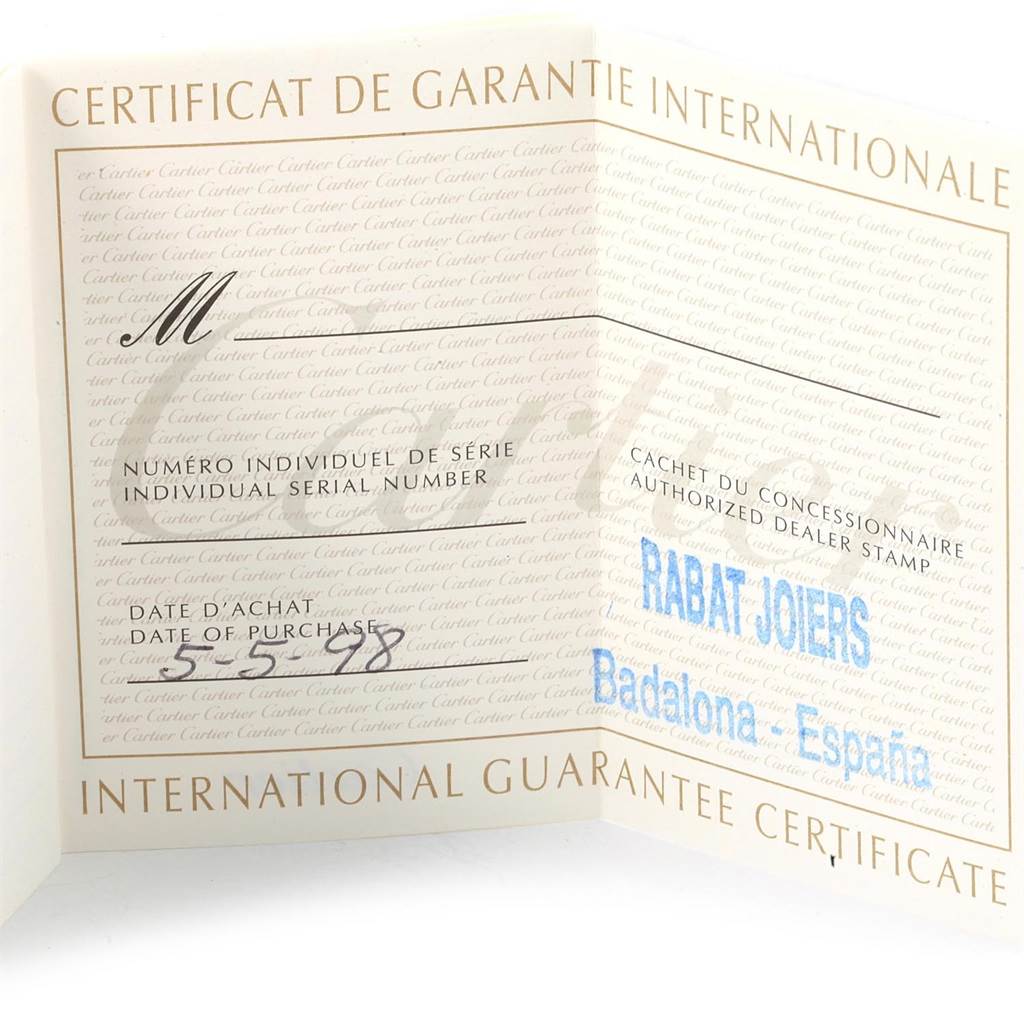 CERTIFICAT DE GARANTIE INTERNATIONALE
Cartier
M
NUMÉRO INDIVIDUEL DE SÉRIE
INDIVIDUAL SERIAL NUMBER
CACHET DU CONCESSIONNAIRE
AUTHORIZED DEALER STAMP
RABAT JOIERS
Badalona - España
DATE D'ACHAT
DATE OF PURCHASE
5-5-98
INTERNATIONAL GUARANTEE CERTIFICATE